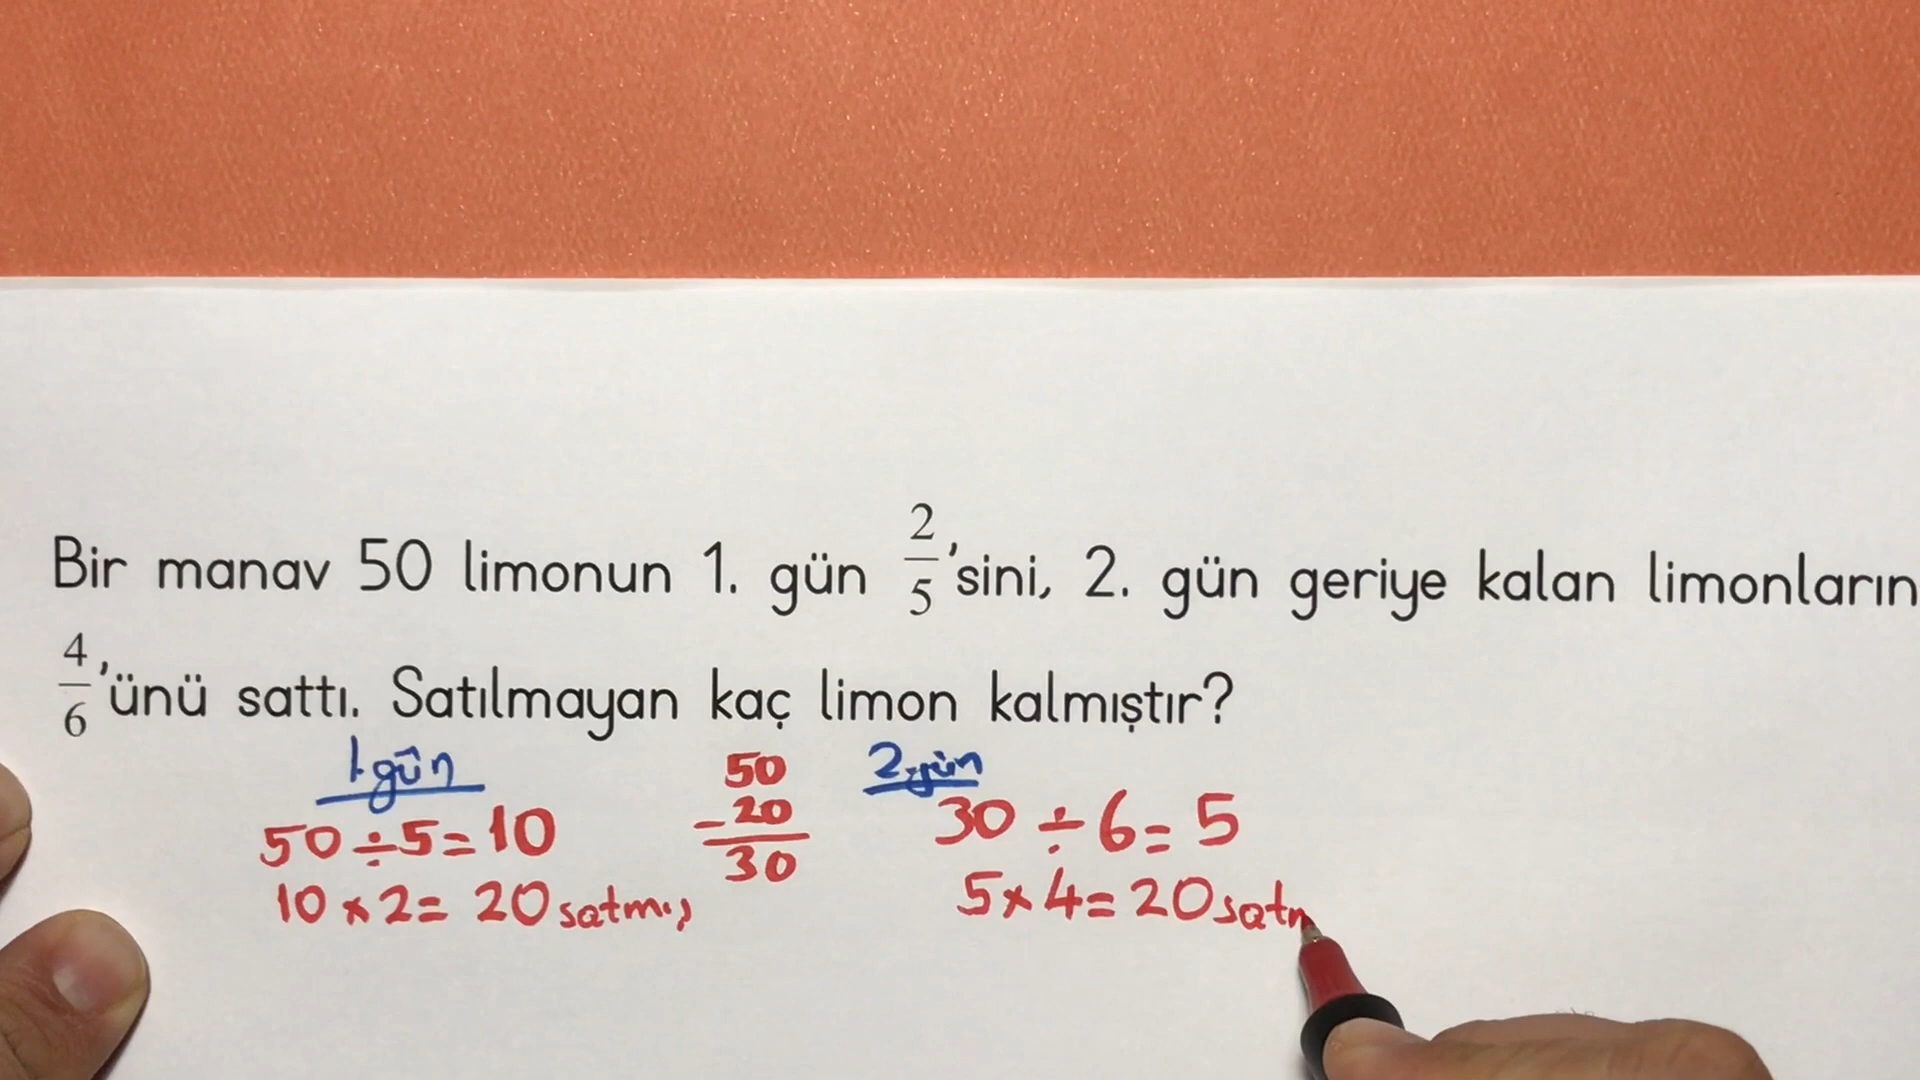 Bir manav 50 limonun 1. gün 2/5'sini, 2. gün geriye kalan limonların
4/6'ünü sattı. Satılmayan kaç limon kalmıştır?
1.gün
50÷5=10
10×2=20 satmış
50
-20
30
2.gün
30÷6=5
5×4=20 satm